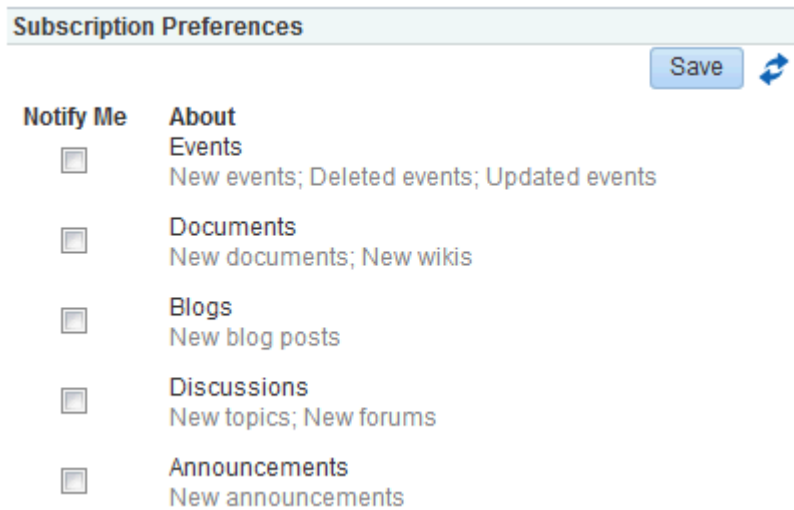 Subscription Preferences
Save
Notify Me About
Events
New events; Deleted events; Updated events
Documents
New documents; New wikis
Blogs
New blog posts
Discussions
New topics; New forums
Announcements
New announcements